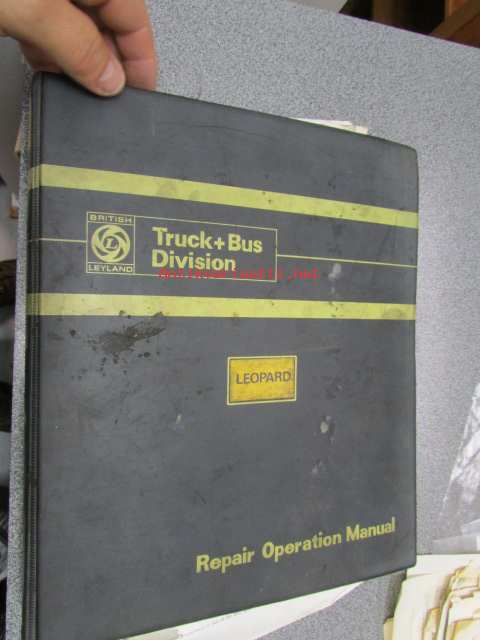 BRITISH
L
LEYLAND
Truck+Bus
Division
LEOPARD
Repair Operation Manual